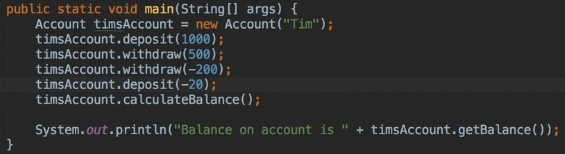 public static void main(String[] args) {
    Account timsAccount = new Account("Tim");
    timsAccount.deposit(1000);
    timsAccount.withdraw(500);
    timsAccount.withdraw(-200);
    timsAccount.deposit(-20);
    timsAccount.calculateBalance();

    System.out.println("Balance on account is " + timsAccount.getBalance());
}